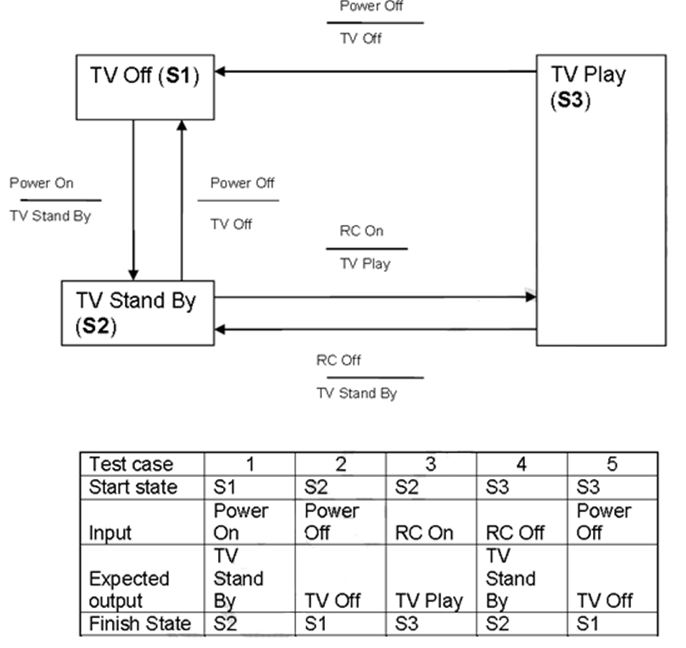 Power Off
TV Off
TV Off (S1)
TV Play
(S3)
Power On
TV Stand By
Power Off
TV Off
RC On
TV Play
TV Stand By
(S2)
RC Off
TV Stand By
Test case 1 2 3 4 5
Start state S1 S2 S2 S3 S3
Power Power Power
Input On Off RC On RC Off Off
TV TV
Expected Stand Stand
output By TV Off TV Play By TV Off
Finish State S2 S1 S3 S2 S1